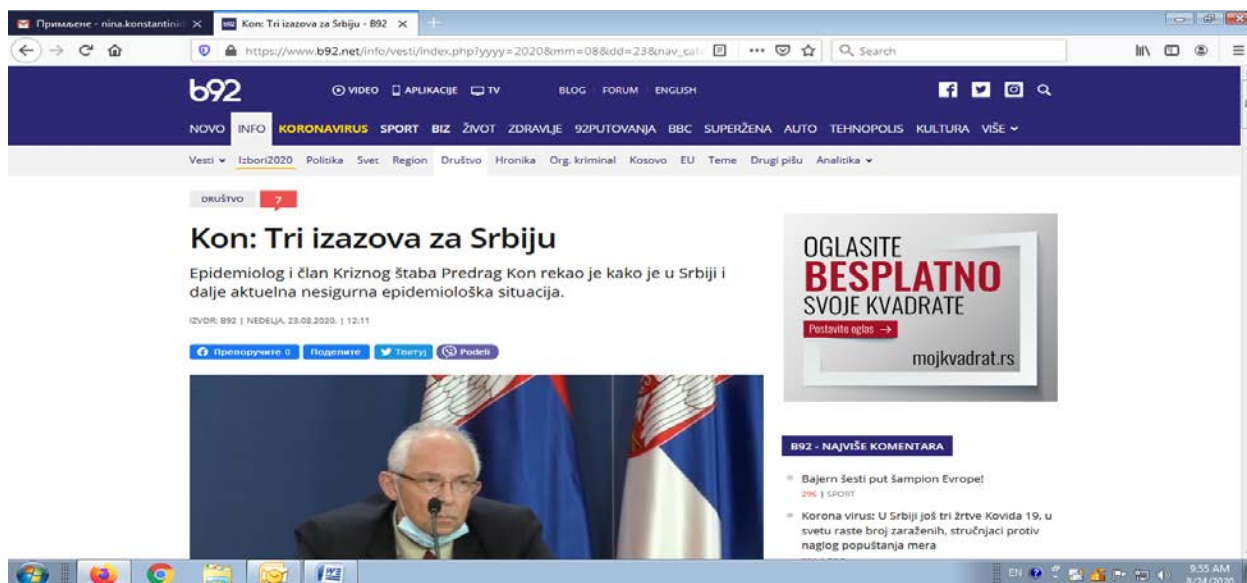 Примљене - nina.konstantinic
Kon: Tri izazova za Srbiju - B92
https://www.b92.net/info/vesti/index.php?yyyy=2020&mm=08&dd=23&nav_cat
Search
b92
VIDEO APLIKACIJE TV BLOG FORUM ENGLISH
NOVO INFO KORONAVIRUS SPORT BIZ ŽIVOT ZDRAVLJE 92PUTOVANJA BBC SUPERŽENA AUTO TEHNOPOLIS KULTURA VIŠE
Vesti Izbori2020 Politika Svet Region Društvo Hronika Org. kriminal Kosovo EU Teme Drugi pišu Analitika
DRUŠTVO 7
Kon: Tri izazova za Srbiju
Epidemiolog i član Kriznog štaba Predrag Kon rekao je kako je u Srbiji i
dalje aktuelna nesigurna epidemiološka situacija.
IZVOR: B92 | NEDELJA, 23.08.2020. | 12:11
Препоручите 0 Поделите Твитуј Podeli
OGLASITE
BESPLATNO
SVOJE KVADRATE
Postavite oglas →
mojkvadrat.rs
B92 - NAJVIŠE KOMENTARA
Bajern šesti put šampion Evrope!
296 | SPORT
Korona virus: U Srbiji još tri žrtve Kovida 19, u
svetu raste broj zaraženih, stručnjaci protiv
naglog popuštanja mera
EN
9:55 AM
8/24/2020